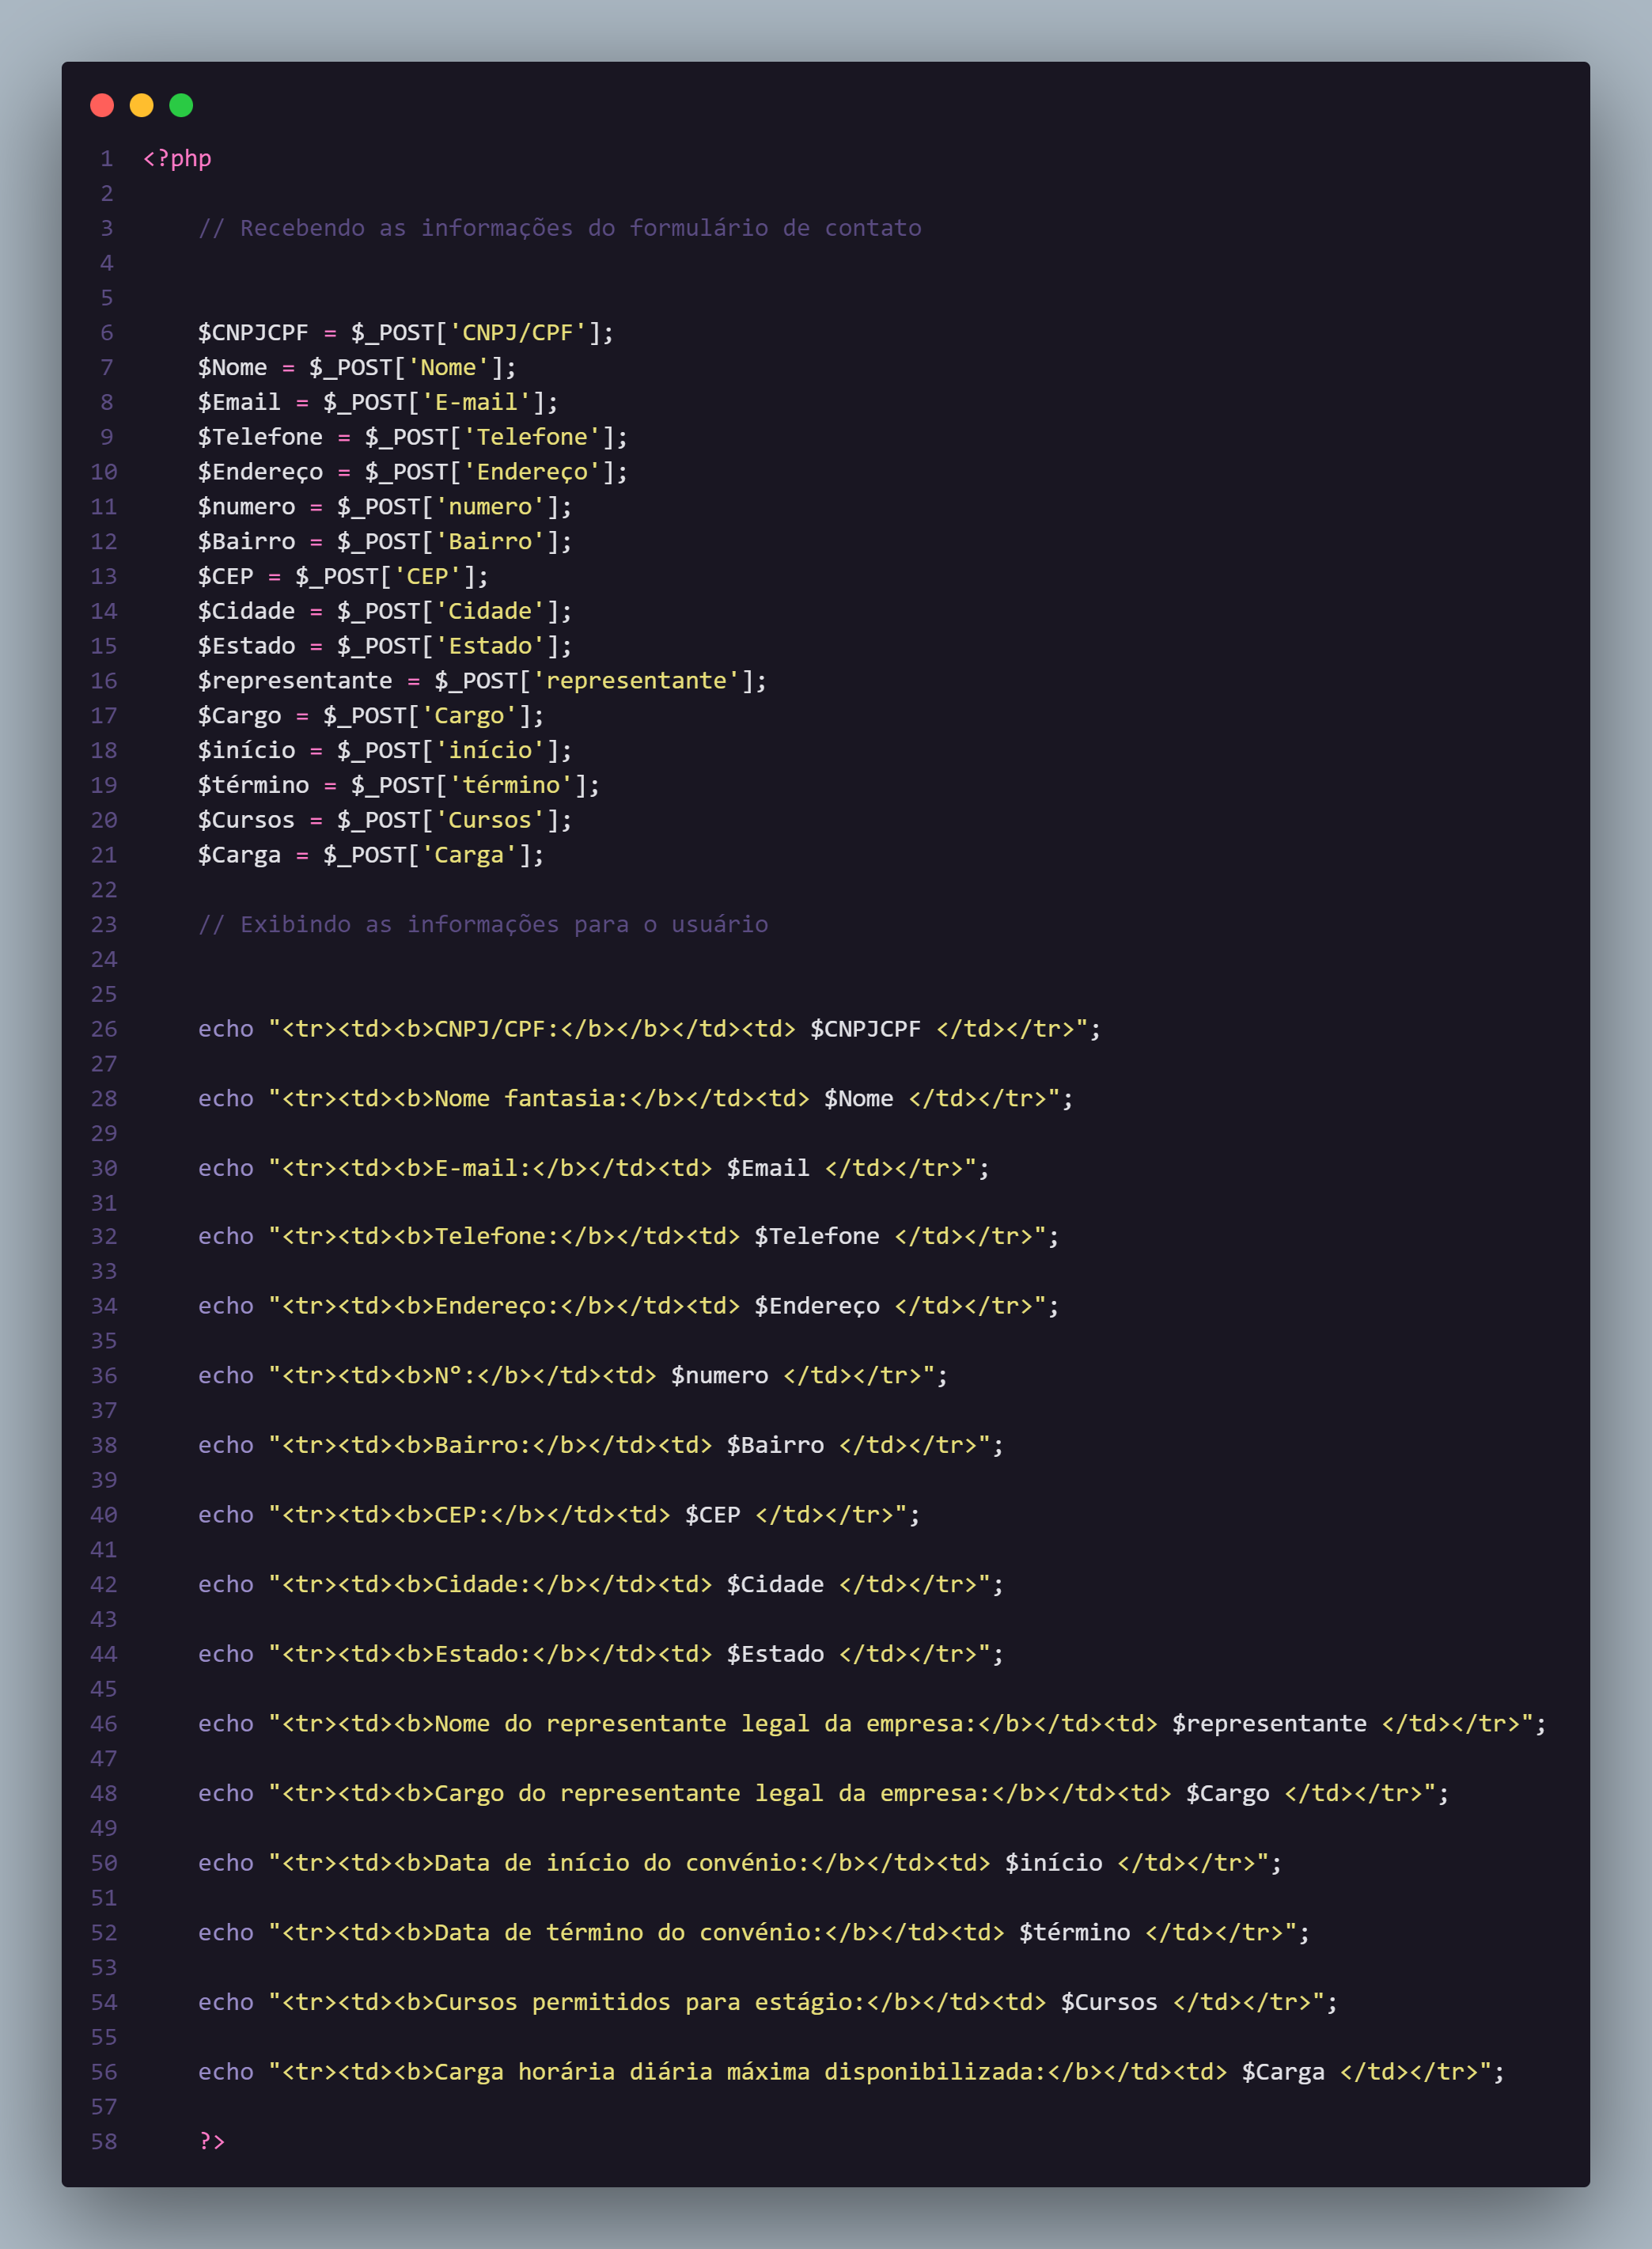 1 <?php
2
3 // Recebendo as informações do formulário de contato
4
5
6 $CNPJCPF = $_POST['CNPJ/CPF'];
7 $Nome = $_POST['Nome'];
8 $Email = $_POST['E-mail'];
9 $Telefone = $_POST['Telefone'];
10 $Endereço = $_POST['Endereço'];
11 $numero = $_POST['numero'];
12 $Bairro = $_POST['Bairro'];
13 $CEP = $_POST['CEP'];
14 $Cidade = $_POST['Cidade'];
15 $Estado = $_POST['Estado'];
16 $representante = $_POST['representante'];
17 $Cargo = $_POST['Cargo'];
18 $início = $_POST['início'];
19 $término = $_POST['término'];
20 $Cursos = $_POST['Cursos'];
21 $Carga = $_POST['Carga'];
22
23 // Exibindo as informações para o usuário
24
25
26 echo "<tr><td><b>CNPJ/CPF:</b></b></td><td> $CNPJCPF </td></tr>";
27
28 echo "<tr><td><b>Nome fantasia:</b></td><td> $Nome </td></tr>";
29
30 echo "<tr><td><b>E-mail:</b></td><td> $Email </td></tr>";
31
32 echo "<tr><td><b>Telefone:</b></td><td> $Telefone </td></tr>";
33
34 echo "<tr><td><b>Endereço:</b></td><td> $Endereço </td></tr>";
35
36 echo "<tr><td><b>Nº:</b></td><td> $numero </td></tr>";
37
38 echo "<tr><td><b>Bairro:</b></td><td> $Bairro </td></tr>";
39
40 echo "<tr><td><b>CEP:</b></td><td> $CEP </td></tr>";
41
42 echo "<tr><td><b>Cidade:</b></td><td> $Cidade </td></tr>";
43
44 echo "<tr><td><b>Estado:</b></td><td> $Estado </td></tr>";
45
46 echo "<tr><td><b>Nome do representante legal da empresa:</b></td><td> $representante </td></tr>";
47
48 echo "<tr><td><b>Cargo do representante legal da empresa:</b></td><td> $Cargo </td></tr>";
49
50 echo "<tr><td><b>Data de início do convénio:</b></td><td> $início </td></tr>";
51
52 echo "<tr><td><b>Data de término do convénio:</b></td><td> $término </td></tr>";
53
54 echo "<tr><td><b>Cursos permitidos para estágio:</b></td><td> $Cursos </td></tr>";
55
56 echo "<tr><td><b>Carga horária diária máxima disponibilizada:</b></td><td> $Carga </td></tr>";
57
58 ?>